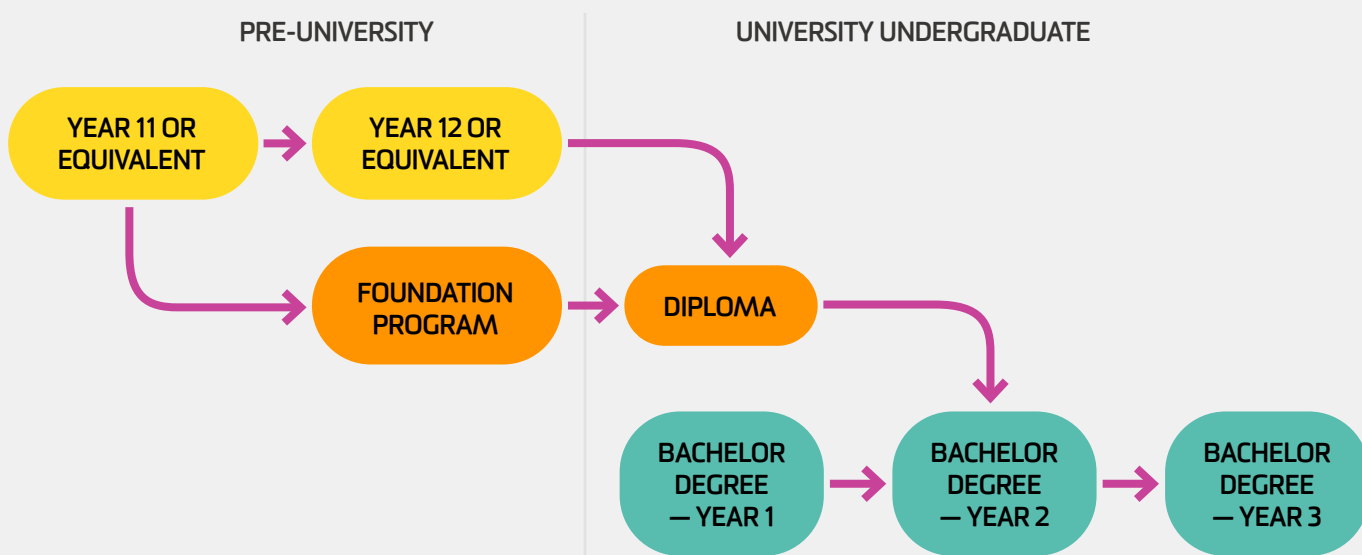 PRE-UNIVERSITY
UNIVERSITY UNDERGRADUATE
YEAR 11 OR
EQUIVALENT
YEAR 12 OR
EQUIVALENT
FOUNDATION
PROGRAM
DIPLOMA
BACHELOR
DEGREE
— YEAR 1
BACHELOR
DEGREE
— YEAR 2
BACHELOR
DEGREE
— YEAR 3